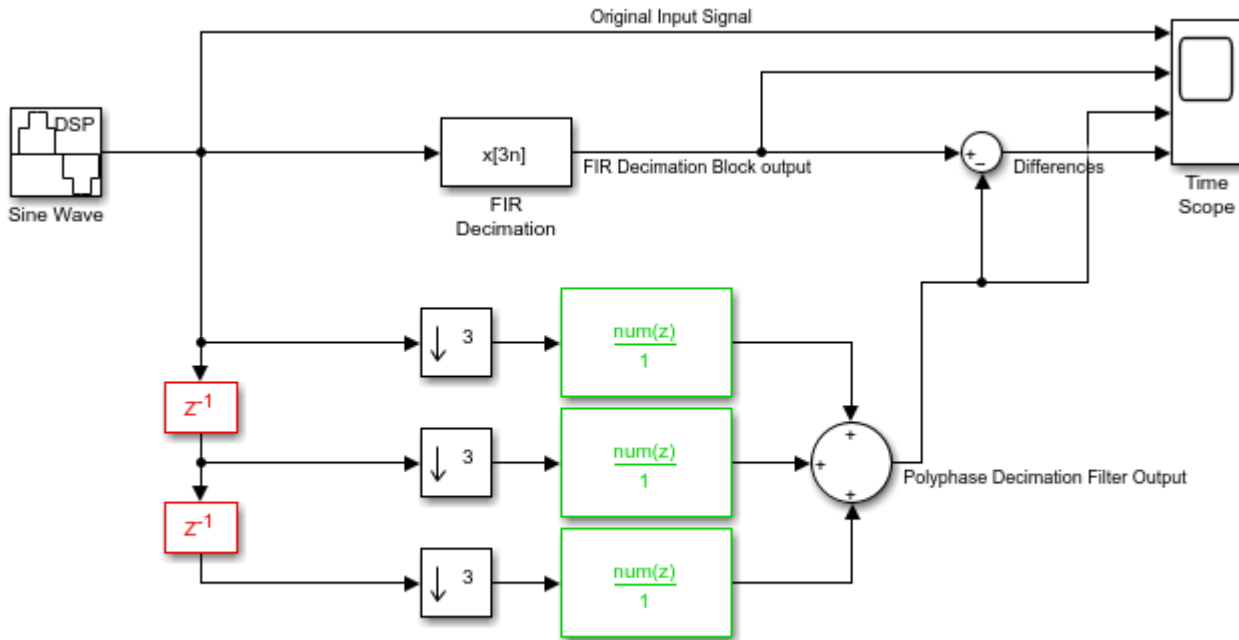 Original Input Signal
DSP
Sine Wave
x[3n]
FIR
Decimation
FIR Decimation Block output
+
−
Differences
Time
Scope
3
num(z)
1
Z-1
3
num(z)
1
+
+
+
Polyphase Decimation Filter Output
Z-1
3
num(z)
1